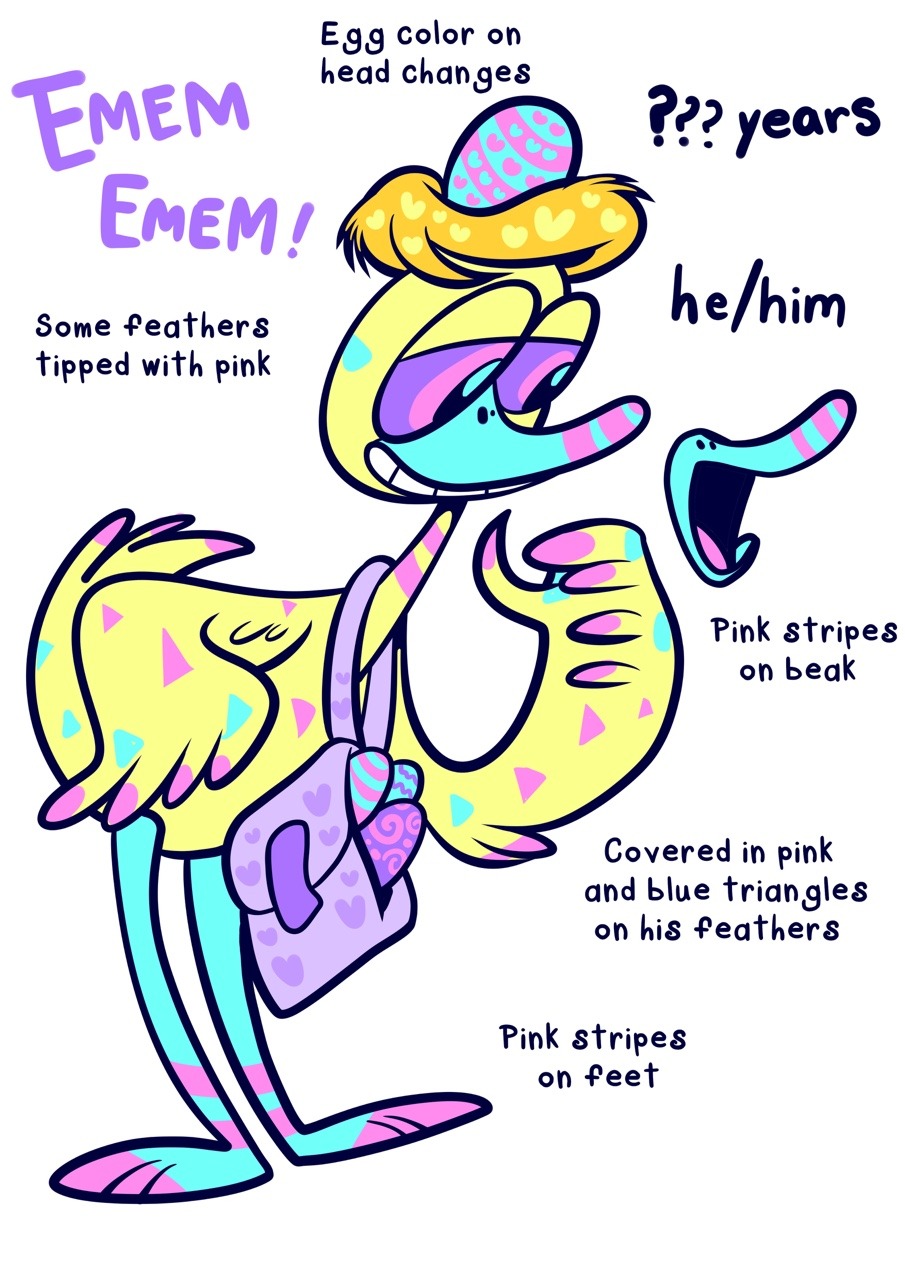 Egg color on
head changes
EMEM
EMEM!
??? years
he/him
Some feathers
tipped with pink
Pink stripes
on beak
Covered in pink
and blue triangles
on his feathers
Pink stripes
on feet